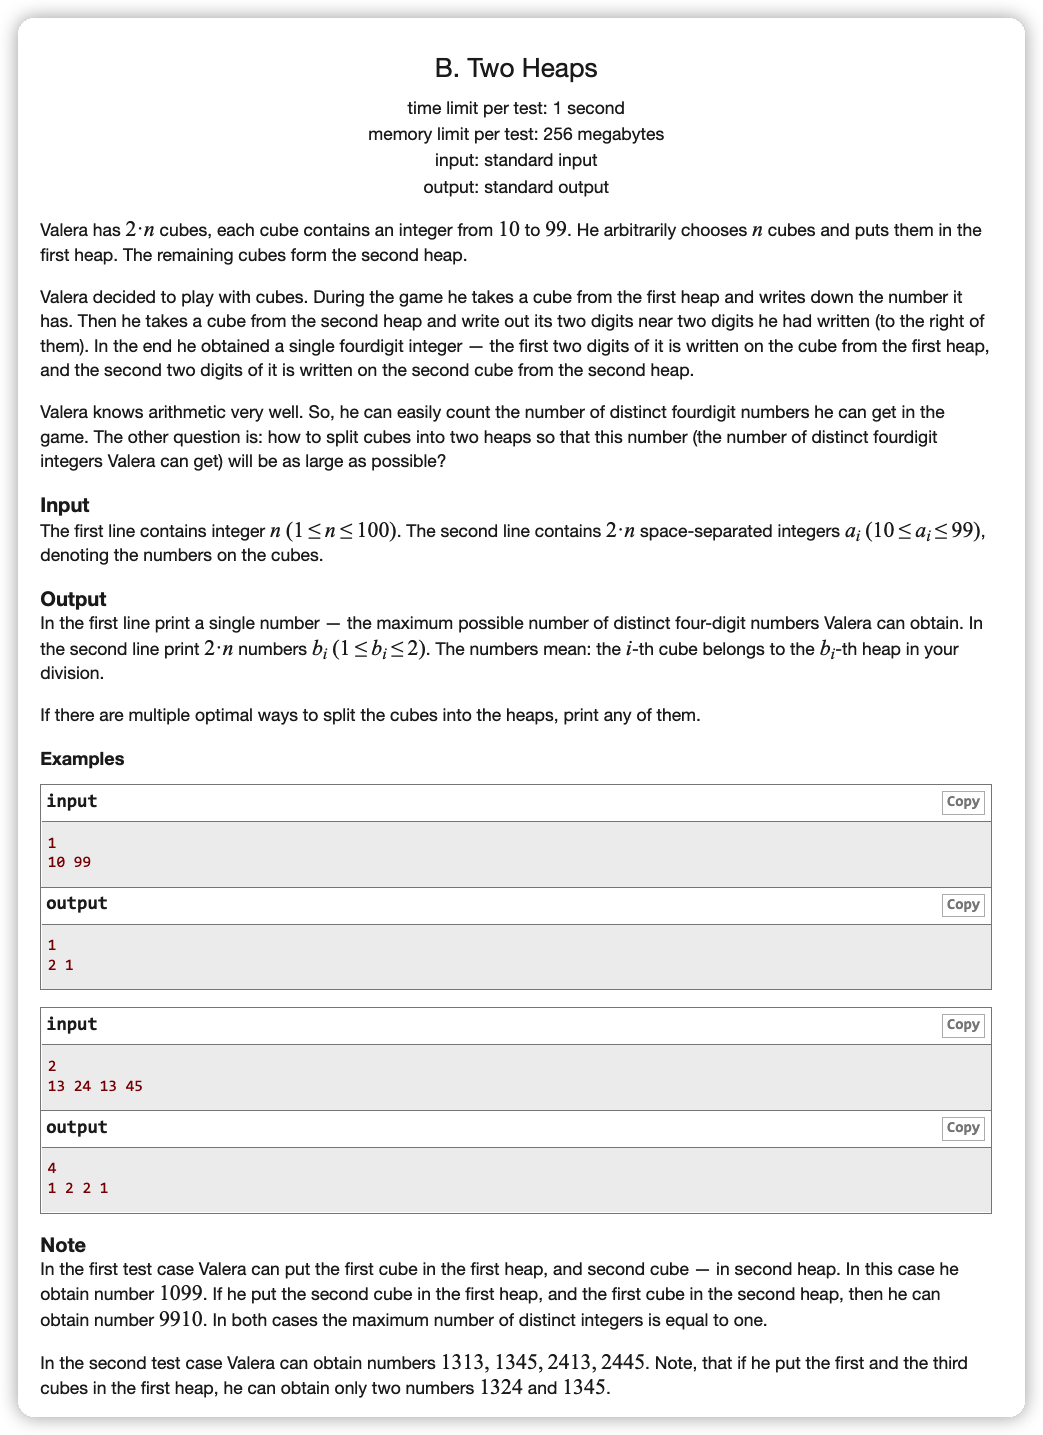 B. Two Heaps
time limit per test: 1 second
memory limit per test: 256 megabytes
input: standard input
output: standard output
Valera has 2·n cubes, each cube contains an integer from 10 to 99. He arbitrarily chooses n cubes and puts them in the
first heap. The remaining cubes form the second heap.
Valera decided to play with cubes. During the game he takes a cube from the first heap and writes down the number it
has. Then he takes a cube from the second heap and write out its two digits near two digits he had written (to the right of
them). In the end he obtained a single fourdigit integer — the first two digits of it is written on the cube from the first heap,
and the second two digits of it is written on the second cube from the second heap.
Valera knows arithmetic very well. So, he can easily count the number of distinct fourdigit numbers he can get in the
game. The other question is: how to split cubes into two heaps so that this number (the number of distinct fourdigit
integers Valera can get) will be as large as possible?
Input
The first line contains integer n (1 ≤ n ≤ 100). The second line contains 2·n space-separated integers aᵢ (10 ≤ aᵢ ≤ 99),
denoting the numbers on the cubes.
Output
In the first line print a single number — the maximum possible number of distinct four-digit numbers Valera can obtain. In
the second line print 2·n numbers bᵢ (1 ≤ bᵢ ≤ 2). The numbers mean: the i-th cube belongs to the bᵢ-th heap in your
division.
If there are multiple optimal ways to split the cubes into the heaps, print any of them.
Examples
input
Copy
1
10 99
output
Copy
1
2 1
input
Copy
2
13 24 13 45
output
Copy
4
1 2 2 1
Note
In the first test case Valera can put the first cube in the first heap, and second cube — in second heap. In this case he
obtain number 1099. If he put the second cube in the first heap, and the first cube in the second heap, then he can
obtain number 9910. In both cases the maximum number of distinct integers is equal to one.
In the second test case Valera can obtain numbers 1313, 1345, 2413, 2445. Note, that if he put the first and the third
cubes in the first heap, he can obtain only two numbers 1324 and 1345.